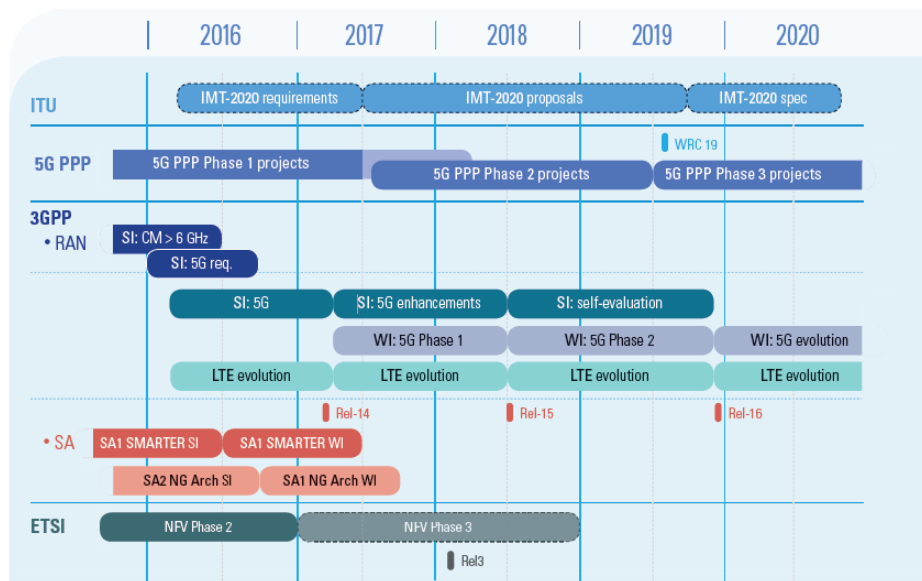 2016 2017 2018 2019 2020
ITU IMT-2020 requirements IMT-2020 proposals IMT-2020 spec
WRC 19
5G PPP 5G PPP Phase 1 projects
5G PPP Phase 2 projects 5G PPP Phase 3 projects
3GPP
• RAN SI: CM > 6 GHz
SI: 5G req.
SI: 5G SI: 5G enhancements SI: self-evaluation
WI: 5G Phase 1 WI: 5G Phase 2 WI: 5G evolution
LTE evolution LTE evolution LTE evolution LTE evolution
Rel-14 Rel-15 Rel-16
• SA SA1 SMARTER SI SA1 SMARTER WI
SA2 NG Arch SI SA1 NG Arch WI
ETSI NFV Phase 2 NFV Phase 3
Rel3